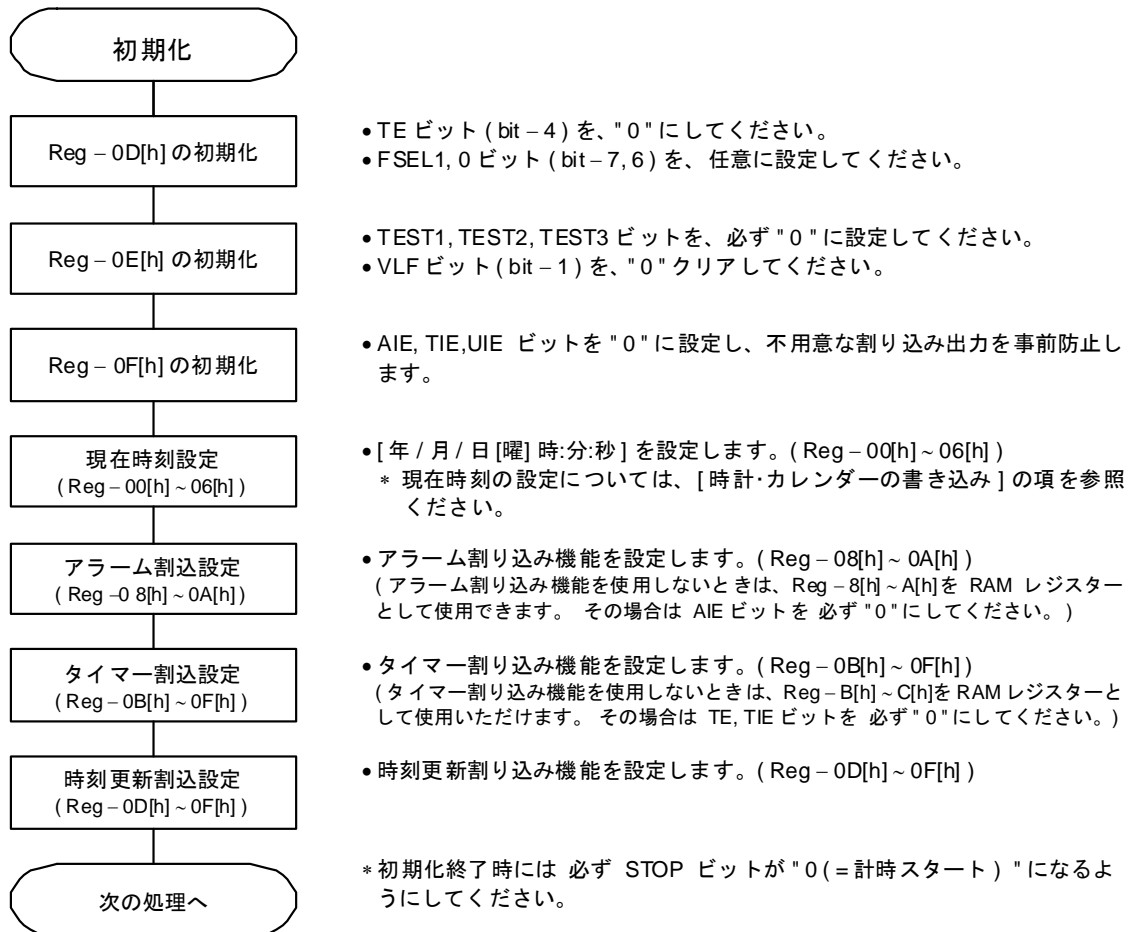 初期化
Reg – 0D[h] の初期化
• TE ビット ( bit – 4 ) を、"0" にしてください。
• FSEL1, 0 ビット ( bit – 7, 6 ) を、任意に設定してください。
Reg – 0E[h] の初期化
• TEST1, TEST2, TEST3 ビットを、必ず "0" に設定してください。
• VLF ビット ( bit – 1 ) を、"0" クリアしてください。
Reg – 0F[h] の初期化
• AIE, TIE,UIE ビットを "0" に設定し、不用意な割り込み出力を事前防止し
ます。
現在時刻設定
( Reg – 00[h] ~ 06[h] )
• [ 年 / 月 / 日 [曜] 時:分:秒 ] を設定します。( Reg – 00[h] ~ 06[h] )
* 現在時刻の設定については、[ 時計･カレンダーの書き込み ] の項を参照
ください。
アラーム割込設定
( Reg –0 8[h] ~ 0A[h] )
• アラーム割り込み機能を設定します。( Reg – 08[h] ~ 0A[h] )
( アラーム割り込み機能を使用しないときは、Reg – 8[h] ~ A[h]を RAM レジスター
として使用できます。 その場合は AIE ビットを 必ず "0" にしてください。)
タイマー割込設定
( Reg – 0B[h] ~ 0F[h] )
• タイマー割り込み機能を設定します。( Reg – 0B[h] ~ 0F[h] )
( タイマー割り込み機能を使用しないときは、Reg – B[h] ~ C[h]を RAM レジスターと
して使用いただけます。 その場合は TE, TIE ビットを 必ず "0" にしてください。)
時刻更新割込設定
( Reg – 0D[h] ~ 0F[h] )
• 時刻更新割り込み機能を設定します。( Reg – 0D[h] ~ 0F[h] )
次の処理へ
* 初期化終了時には 必ず STOP ビットが "0 ( = 計時スタート ) " になるよ
うにしてください。